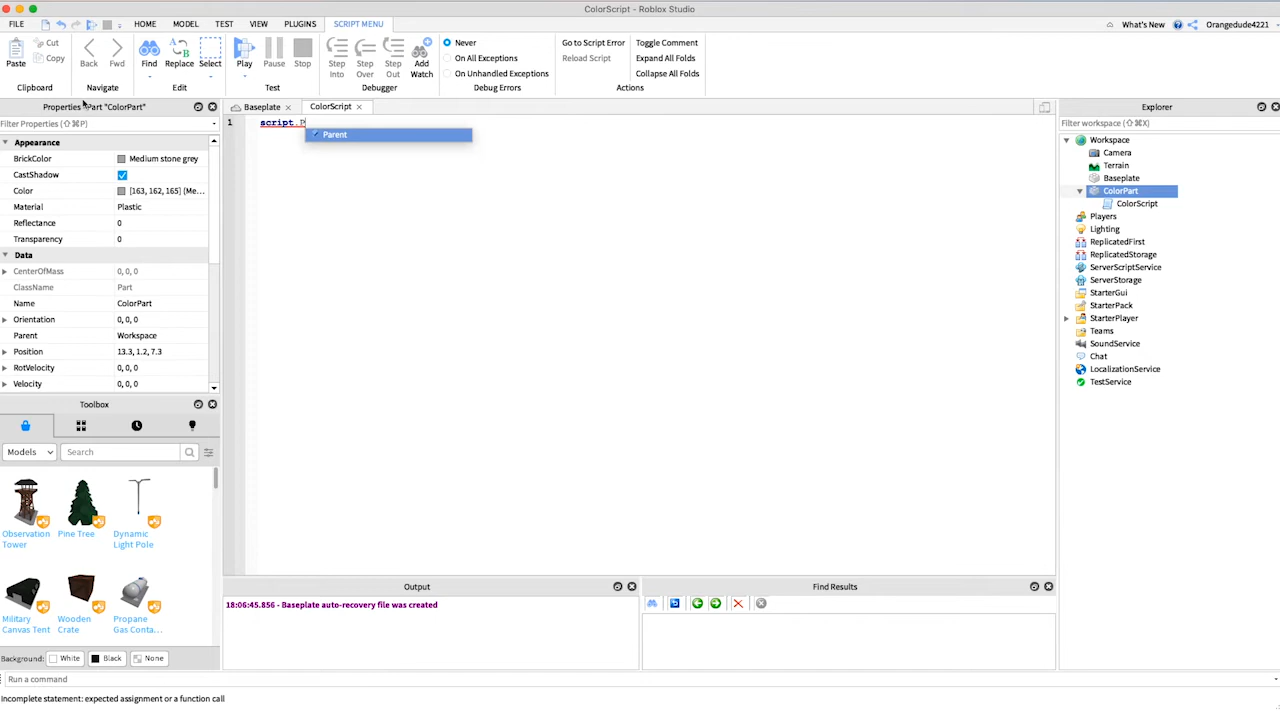 ColorScript - Roblox Studio
FILE HOME MODEL TEST VIEW PLUGINS SCRIPT MENU What's New Orangedude4221
Paste Cut Copy
Back Fwd
Find Replace Select
Play Pause Stop
Step Into Step Over Step Out Add Watch
Never
On All Exceptions
On Unhandled Exceptions
Go to Script Error
Reload Script
Toggle Comment
Expand All Folds
Collapse All Folds
Clipboard Navigate Edit Test Debugger Debug Errors Actions
Properties - Part "ColorPart"
Filter Properties (⇧⌘P)
Appearance
BrickColor Medium stone grey
CastShadow
Color [163, 162, 165] (Me...
Material Plastic
Reflectance 0
Transparency 0
Data
CenterOfMass 0, 0, 0
ClassName Part
Name ColorPart
Orientation 0, 0, 0
Parent Workspace
Position 13.3, 1.2, 7.3
RotVelocity 0, 0, 0
Velocity 0, 0, 0
Toolbox
Models Search
Observation Tower
Pine Tree
Dynamic Light Pole
Military Canvas Tent
Wooden Crate
Propane Gas Conta...
Background: White Black None
Baseplate ColorScript
1 script.P
Parent
Output
18:06:45.856 - Baseplate auto-recovery file was created
Find Results
Explorer
Filter workspace (⇧⌘X)
Workspace
Camera
Terrain
Baseplate
ColorPart
ColorScript
Players
Lighting
ReplicatedFirst
ReplicatedStorage
ServerScriptService
ServerStorage
StarterGui
StarterPack
StarterPlayer
Teams
SoundService
Chat
LocalizationService
TestService
Run a command
Incomplete statement: expected assignment or a function call